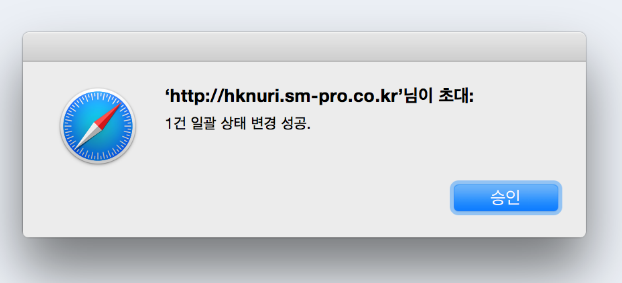 ‘http://hknuri.sm-pro.co.kr’님이 초대:
1건 일괄 상태 변경 성공.
승인